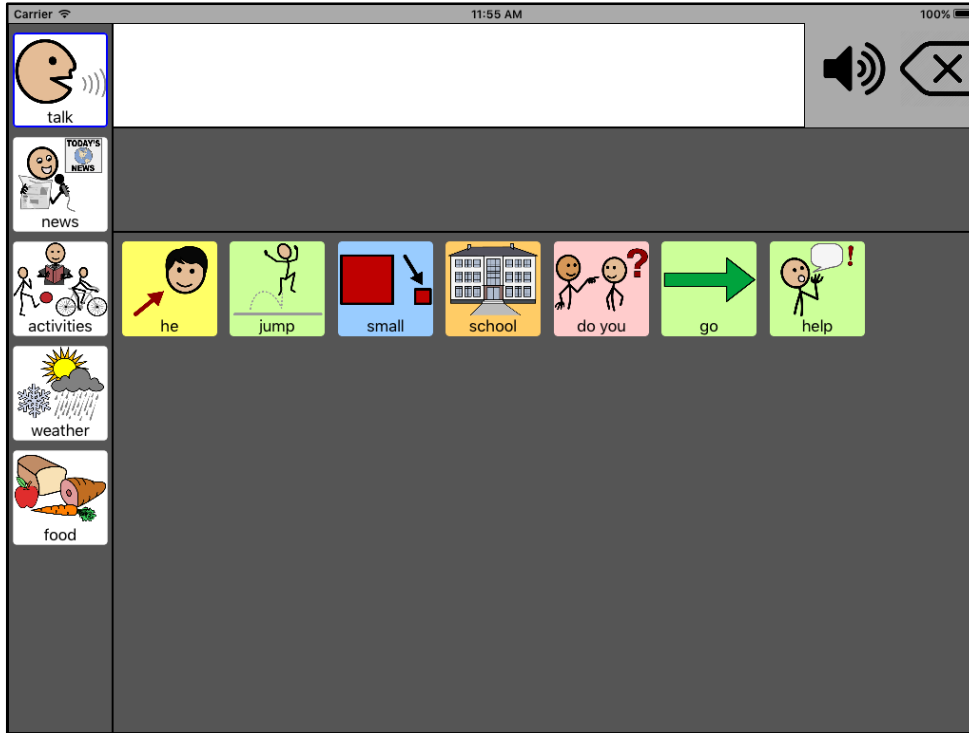 Carrier 11:55 AM 100%
talk
TODAY'S
NEWS
news
activities
he jump small school do you go help
?
!
weather
food